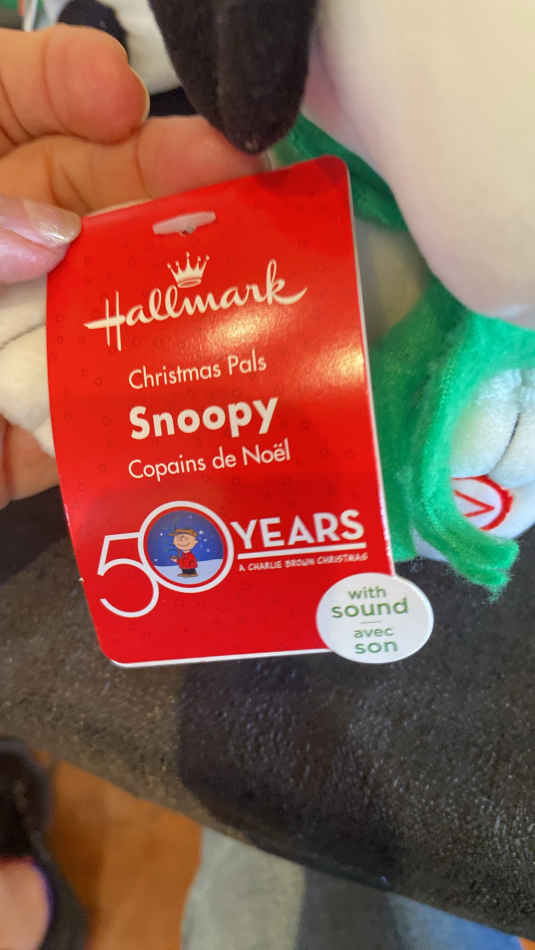 Hallmark
Christmas Pals
Snoopy
Copains de Noël
50 YEARS
A CHARLIE BROWN CHRISTMAS
with
sound
avec
son